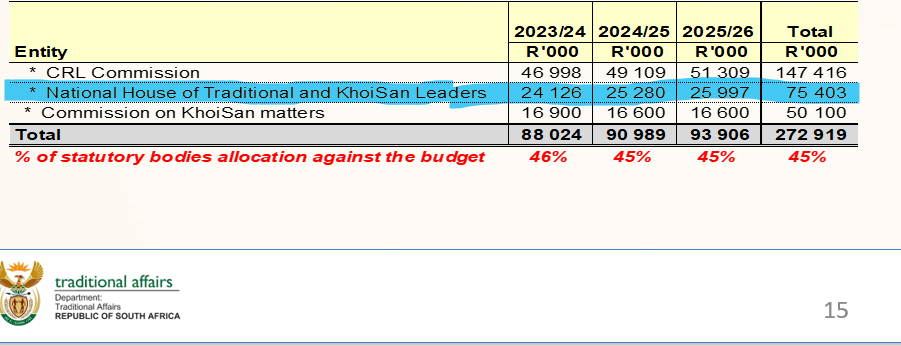 2023/24 2024/25 2025/26 Total
Entity R'000 R'000 R'000 R'000
* CRL Commission 46 998 49 109 51 309 147 416
* National House of Traditional and KhoiSan Leaders 24 126 25 280 25 997 75 403
* Commission on KhoiSan matters 16 900 16 600 16 600 50 100
Total 88 024 90 989 93 906 272 919
% of statutory bodies allocation against the budget 46% 45% 45% 45%
traditional affairs
Department:
Traditional Affairs
REPUBLIC OF SOUTH AFRICA
15